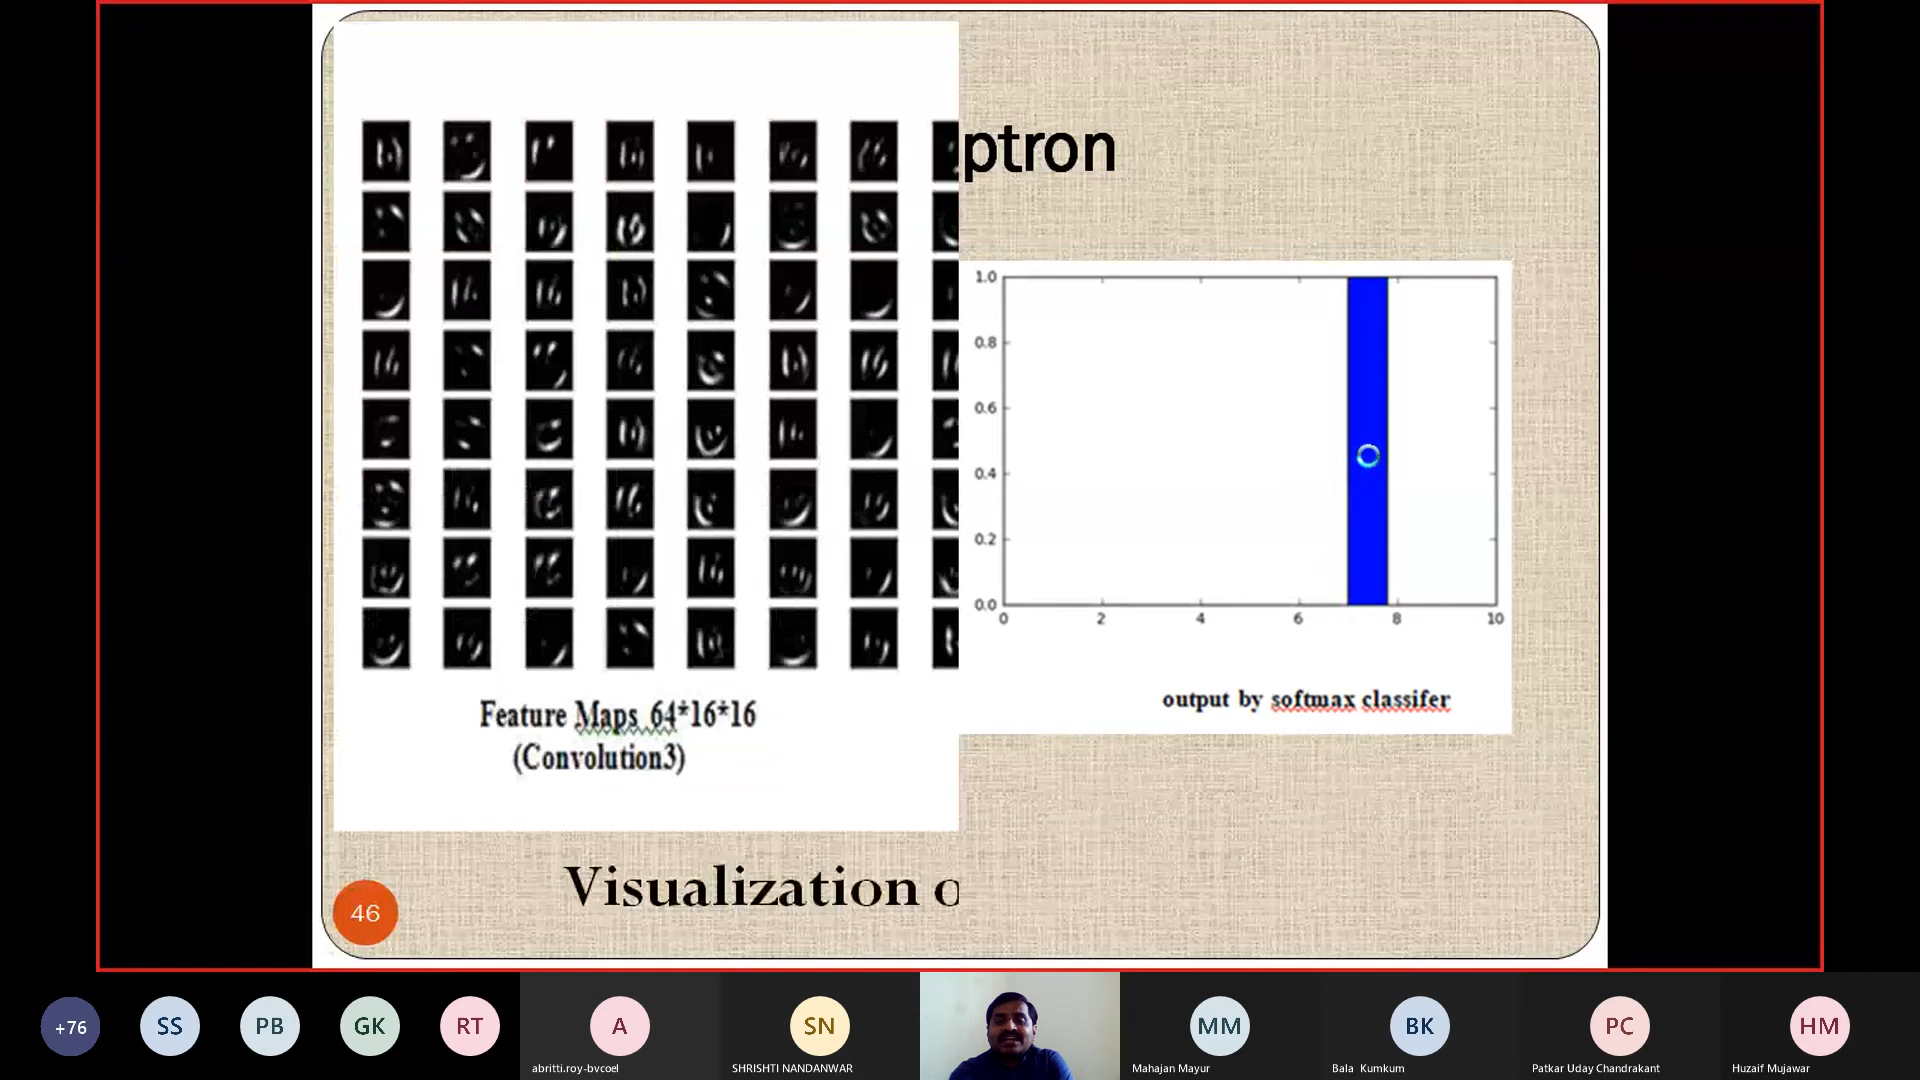 ptron
1.0
0.8
0.6
0.4
0.2
0.0
0 2 4 6 8 10
output by softmax classifer
Feature Maps 64*16*16
(Convolution3)
Visualization o
46
+76
SS
PB
GK
RT
A
abritti.roy-bvcoel
SN
SHRISHTI NANDANWAR
MM
Mahajan Mayur
BK
Bala Kumkum
PC
Patkar Uday Chandrakant
HM
Huzaif Mujawar